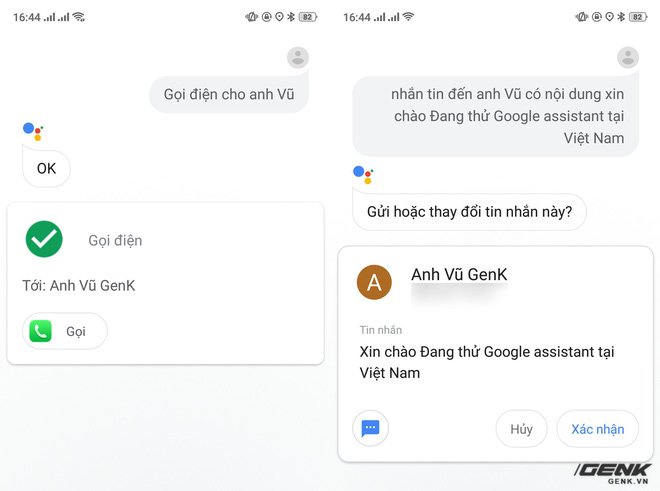 16:44
82
Gọi điện cho anh Vũ
OK
Gọi điện
Tới: Anh Vũ GenK
Gọi
16:44
82
nhắn tin đến anh Vũ có nội dung xin
chào Đang thử Google assistant tại
Việt Nam
Gửi hoặc thay đổi tin nhắn này?
A
Anh Vũ GenK
Tin nhắn
Xin chào Đang thử Google assistant tại
Việt Nam
Hủy
Xác nhận
GENK
GENK.VN